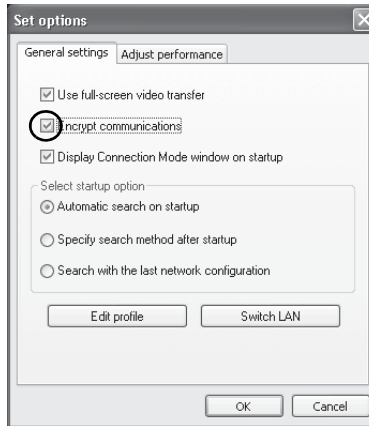 Set options
General settings
Adjust performance
Use full-screen video transfer
Encrypt communications
Display Connection Mode window on startup
Select startup option
Automatic search on startup
Specify search method after startup
Search with the last network configuration
Edit profile
Switch LAN
OK
Cancel